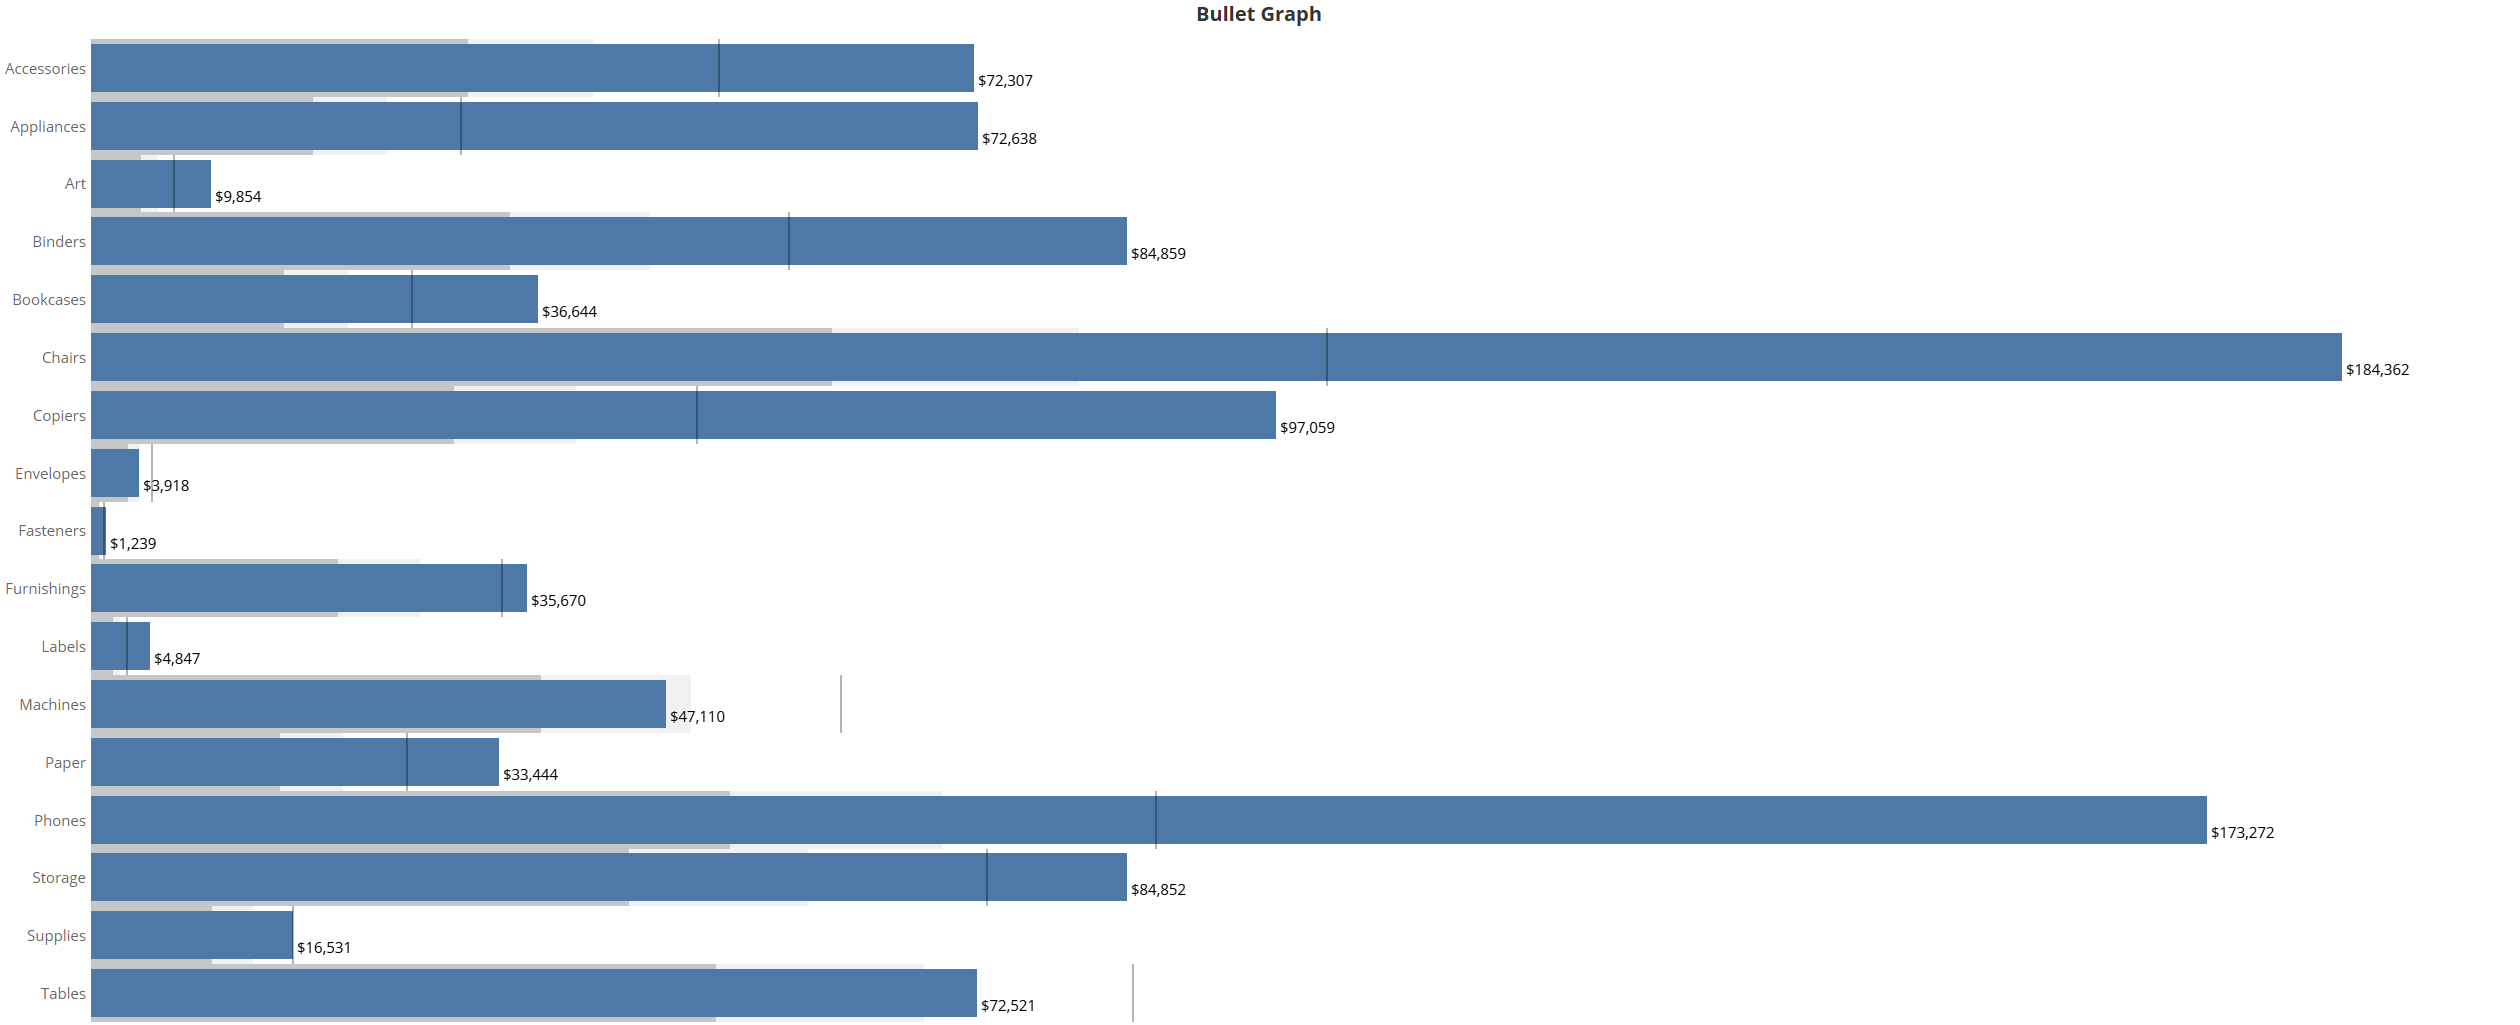 Bullet Graph
Accessories $72,307
Appliances $72,638
Art $9,854
Binders $84,859
Bookcases $36,644
Chairs $184,362
Copiers $97,059
Envelopes $3,918
Fasteners $1,239
Furnishings $35,670
Labels $4,847
Machines $47,110
Paper $33,444
Phones $173,272
Storage $84,852
Supplies $16,531
Tables $72,521